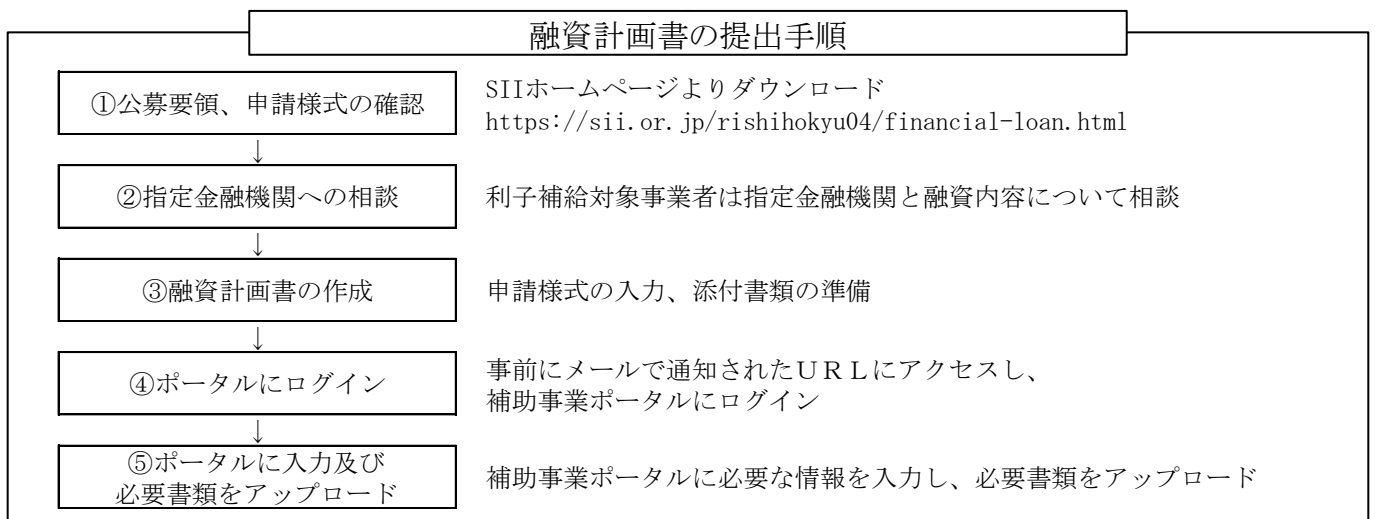 融資計画書の提出手順
①公募要領、申請様式の確認
SIIホームページよりダウンロード
https://sii.or.jp/rishihokyu04/financial-loan.html
↓
②指定金融機関への相談
利子補給対象事業者は指定金融機関と融資内容について相談
↓
③融資計画書の作成
申請様式の入力、添付書類の準備
↓
④ポータルにログイン
事前にメールで通知されたＵＲＬにアクセスし、
補助事業ポータルにログイン
↓
⑤ポータルに入力及び
必要書類をアップロード
補助事業ポータルに必要な情報を入力し、必要書類をアップロード